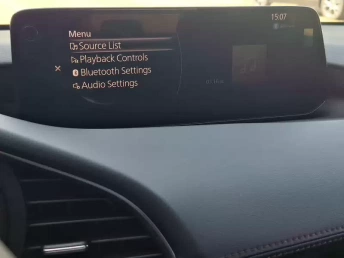 15:07
Menu
Source List
Playback Controls
Bluetooth Settings
Audio Settings